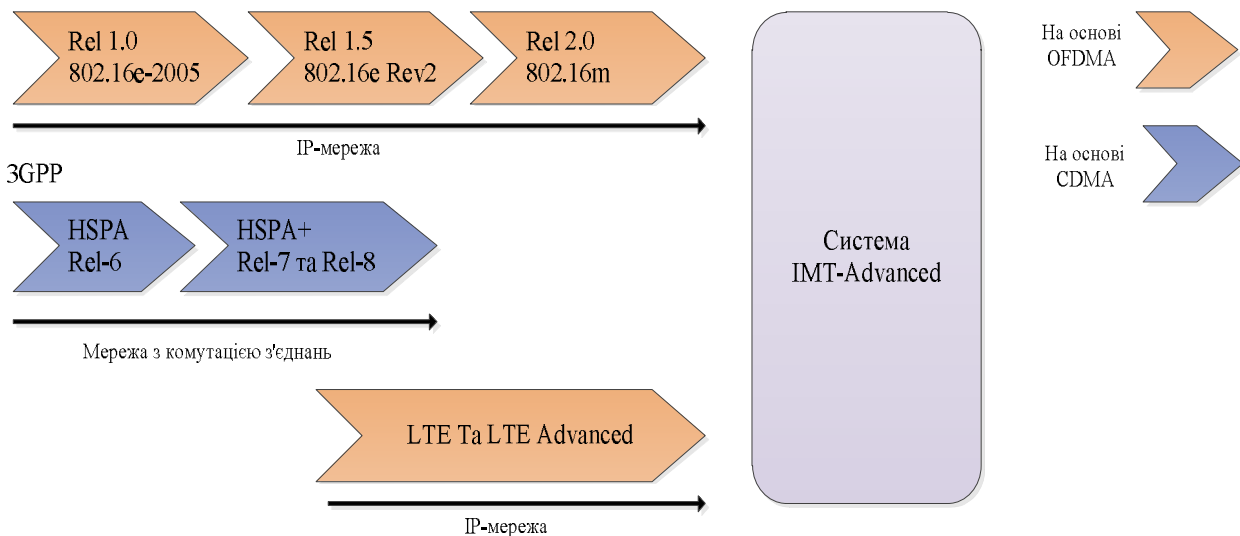 Rel 1.0
802.16e-2005
Rel 1.5
802.16e Rev2
Rel 2.0
802.16m
IP-мережа
3GPP
HSPA
Rel-6
HSPA+
Rel-7 та Rel-8
Мережа з комутацією з'єднань
LTE Та LTE Advanced
IP-мережа
Система
IMT-Advanced
На основі
OFDMA
На основі
CDMA